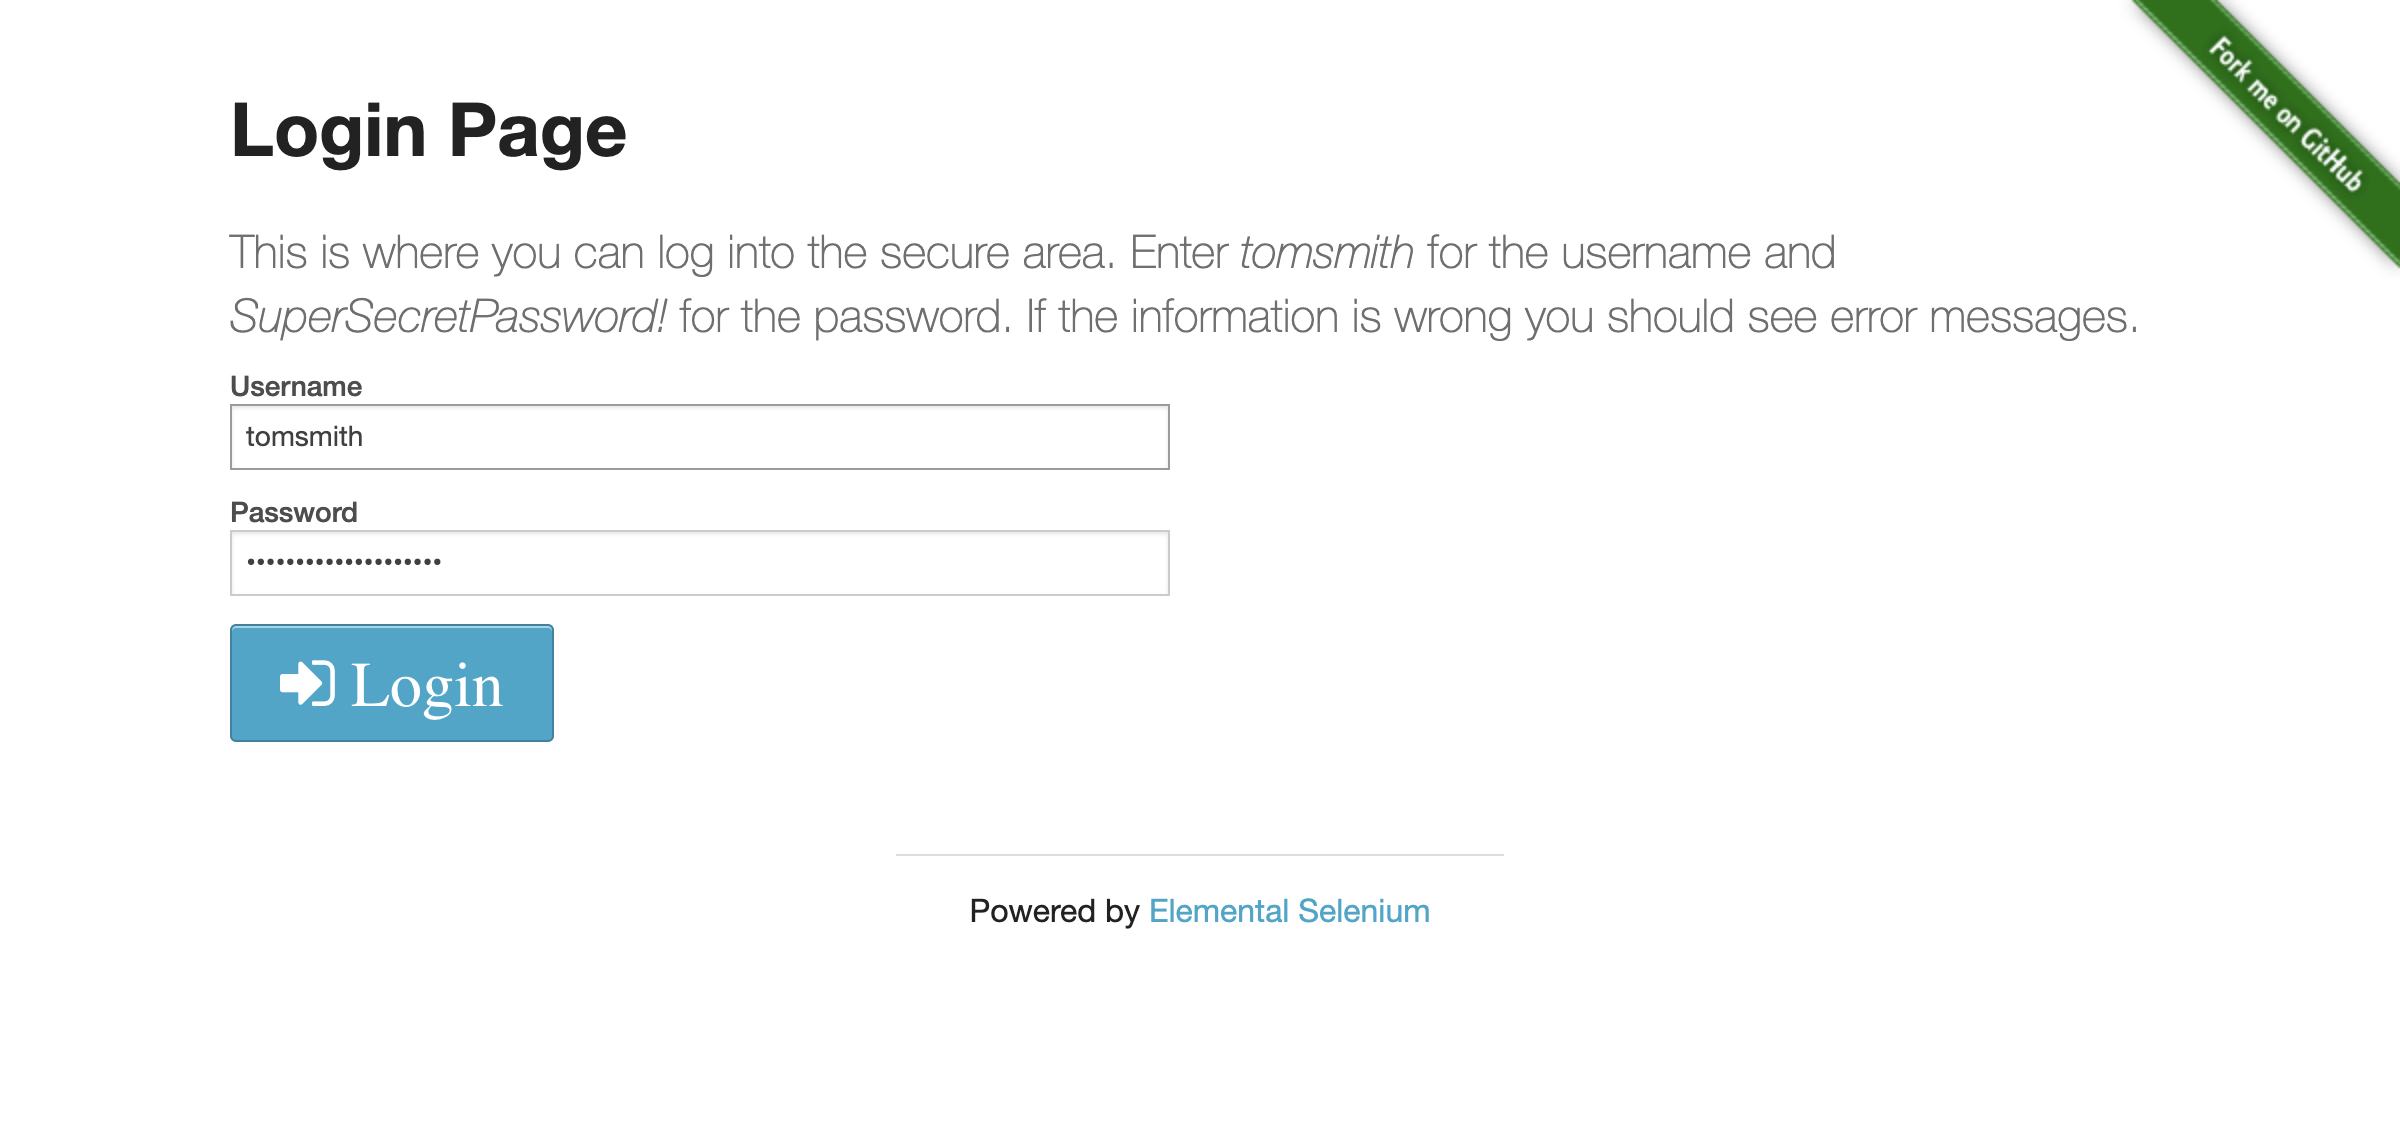 Fork me on GitHub
Login Page
This is where you can log into the secure area. Enter tomsmith for the username and
SuperSecretPassword! for the password. If the information is wrong you should see error messages.
Username
tomsmith
Password
••••••••••••••••••••
Login
Powered by Elemental Selenium